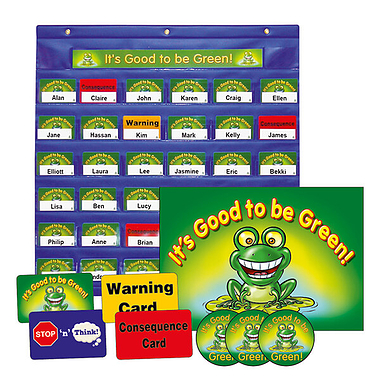 It's Good to be Green!
Consequence
Alan Claire John Karen Craig Ellen
Warning Consequence
Jane Hassan Kim Mark Kelly James
Elliott Laura Lee Jasmine Eric Bekki
Lisa Ben Lucy
Consequence
Philip Anne Brian
It's Good to be Green!
It's Good to be Green!
Warning
Card
STOP 'n' Think!
Consequence
Card
It's Good to be Green!
It's Good to be Green!
It's Good to be Green!